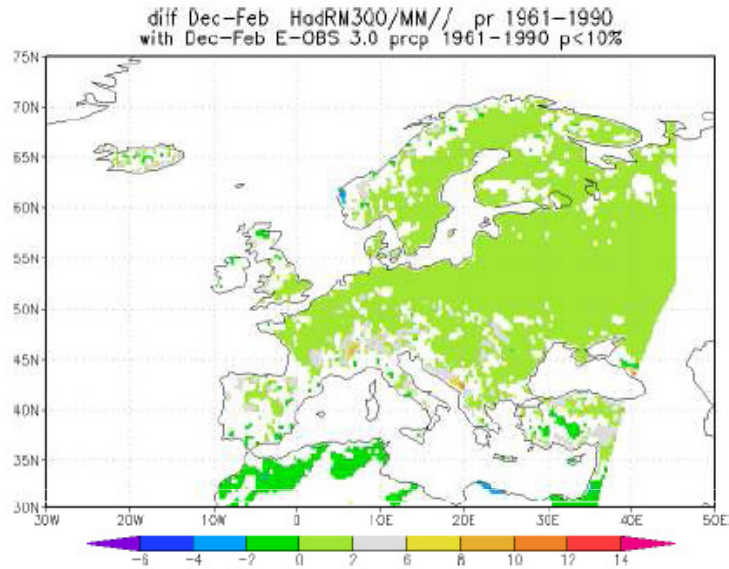 diff Dec-Feb HadRM3Q0/MM// pr 1961-1990
with Dec-Feb E-OBS 3.0 prcp 1961-1990 p<10%
75N
70N
65N
60N
55N
50N
45N
40N
35N
30N
30W 20W 10W 0 10E 20E 30E 40E 50E
-6 -4 -2 0 2 6 8 10 12 14